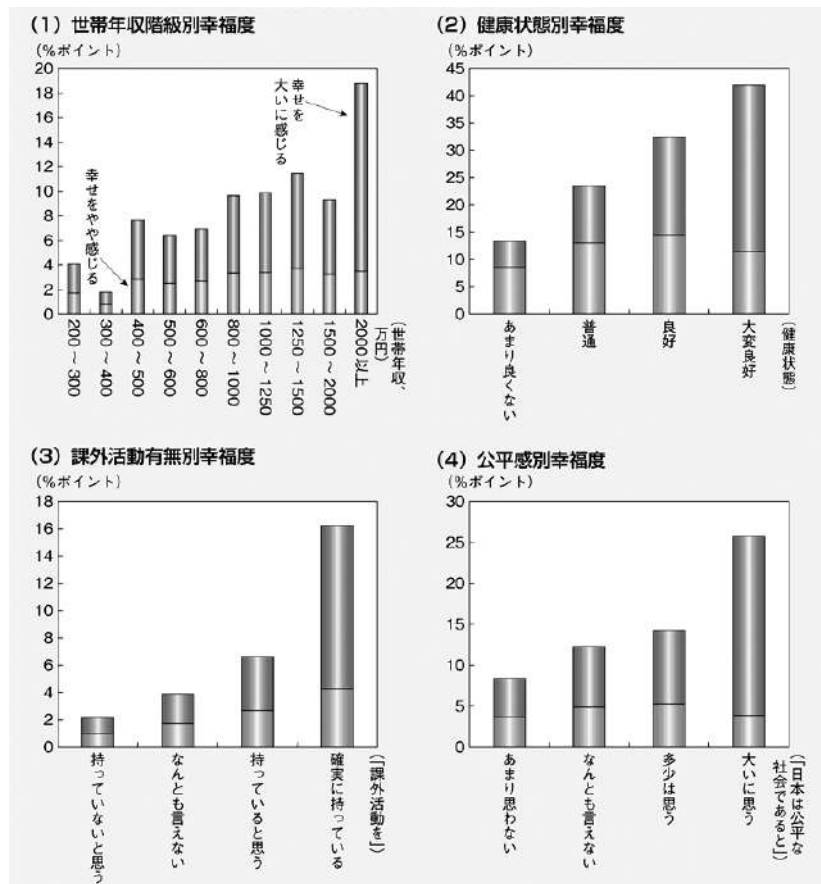 (1) 世帯年収階級別幸福度
(%ポイント)
20
18
16
14
12
10
8
6
4
2
0
幸せをやや感じる
幸せを
大いに感じる
200～300
300～400
400～500
500～600
600～800
800～1000
1000～1250
1250～1500
1500～2000
2000以上
(世帯年収、
万円)
(2) 健康状態別幸福度
(%ポイント)
45
40
35
30
25
20
15
10
5
0
あまり良くない
普通
良好
大変良好
(健康状態)
(3) 課外活動有無別幸福度
(%ポイント)
18
16
14
12
10
8
6
4
2
0
持っていないと思う
なんとも言えない
持っていると思う
確実に持っている
(「課外活動を」)
(4) 公平感別幸福度
(%ポイント)
30
25
20
15
10
5
0
あまり思わない
なんとも言えない
多少は思う
大いに思う
(「日本は公平な
社会であると」)